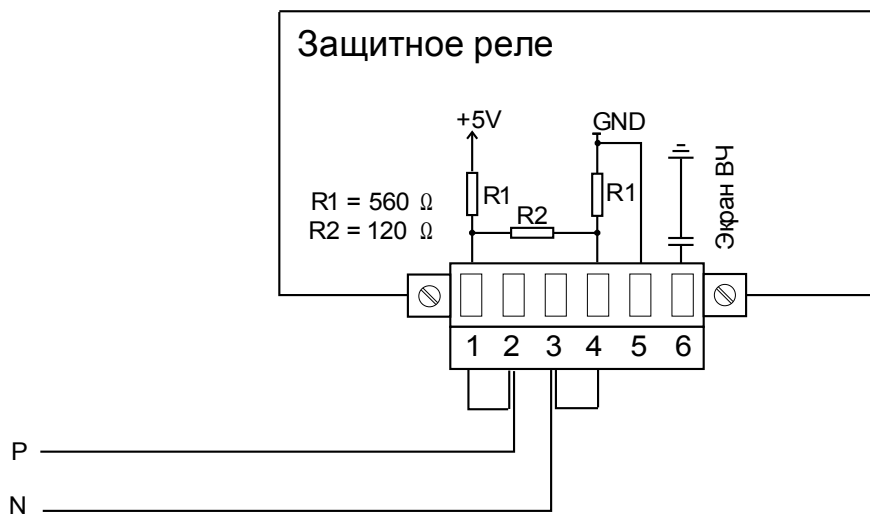 Защитное реле
+5V
GND
R1
R1
R1 = 560 Ω
R2
R2 = 120 Ω
Экран ВЧ
1 2 3 4 5 6
P
N